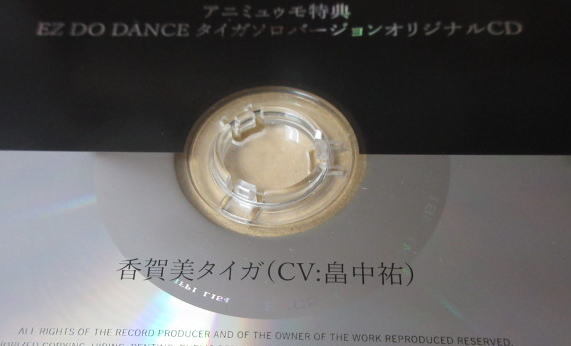 アニミュゥモ特典
EZ DO DANCE タイガソロバージョンオリジナルCD
香賀美タイガ(CV:畠中祐)
ALL RIGHTS OF THE RECORD PRODUCER AND OF THE OWNER OF THE WORK REPRODUCED RESERVED.
COPYING, HIRING,